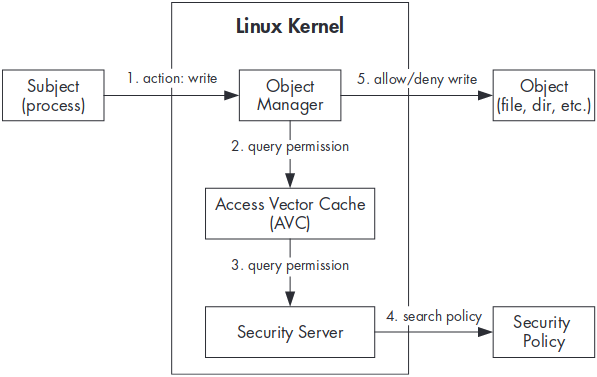 Linux Kernel
Subject
(process)
1. action: write
Object
Manager
5. allow/deny write
Object
(file, dir, etc.)
2. query permission
Access Vector Cache
(AVC)
3. query permission
Security Server
4. search policy
Security
Policy